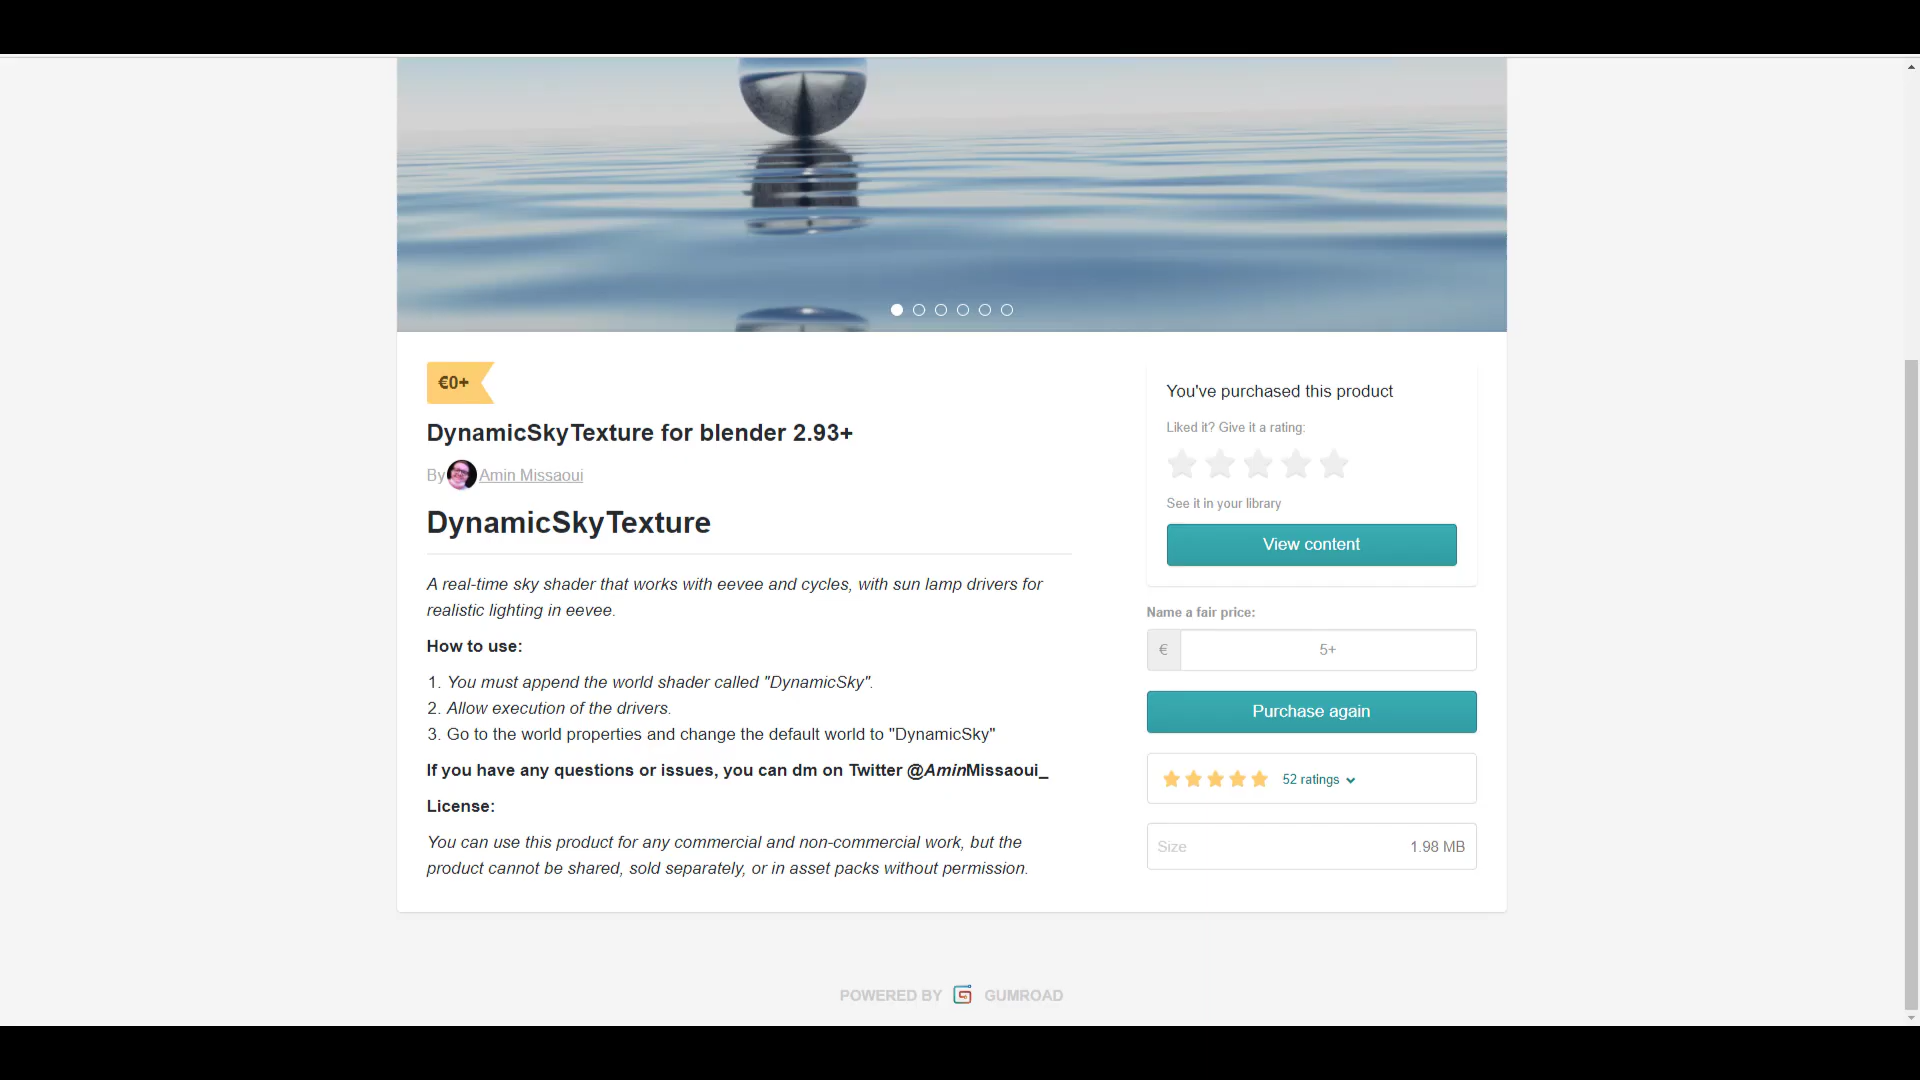 €0+
DynamicSkyTexture for blender 2.93+
By Amin Missaoui
DynamicSkyTexture
A real-time sky shader that works with eevee and cycles, with sun lamp drivers for
realistic lighting in eevee.
How to use:
1. You must append the world shader called "DynamicSky".
2. Allow execution of the drivers.
3. Go to the world properties and change the default world to "DynamicSky"
If you have any questions or issues, you can dm on Twitter @AminMissaoui_
License:
You can use this product for any commercial and non-commercial work, but the
product cannot be shared, sold separately, or in asset packs without permission.
You've purchased this product
Liked it? Give it a rating:
See it in your library
View content
Name a fair price:
€ 5+
Purchase again
52 ratings
Size 1.98 MB
POWERED BY GUMROAD